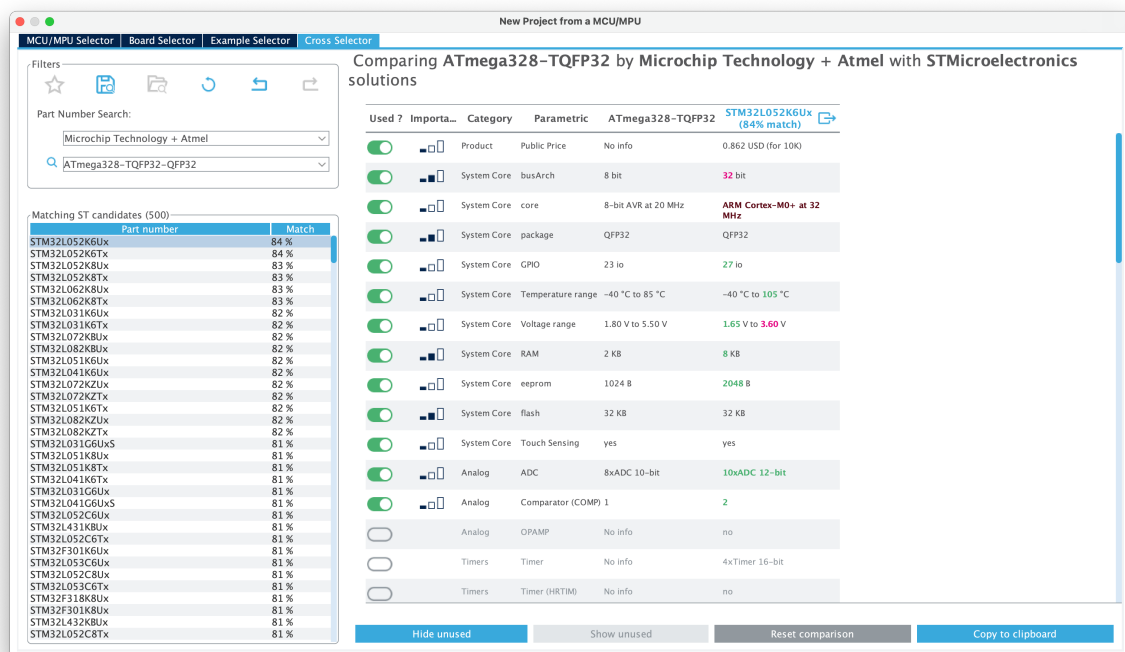 New Project from a MCU/MPU
MCU/MPU Selector
Board Selector
Example Selector
Cross Selector
Filters
Part Number Search:
Microchip Technology + Atmel
ATmega328-TQFP32-QFP32
Matching ST candidates (500)
Part number Match
STM32L052K6Ux 84 %
STM32L052K6Tx 84 %
STM32L052K8Ux 83 %
STM32L052K8Tx 83 %
STM32L062K8Ux 83 %
STM32L062K8Tx 83 %
STM32L031K6Ux 82 %
STM32L031K6Tx 82 %
STM32L072KBUx 82 %
STM32L082KBUx 82 %
STM32L051K6Ux 82 %
STM32L041K6Ux 82 %
STM32L072KZUx 82 %
STM32L072KZTx 82 %
STM32L051K6Tx 82 %
STM32L082KZUx 82 %
STM32L082KZTx 82 %
STM32L031G6UxS 81 %
STM32L051K8Ux 81 %
STM32L051K8Tx 81 %
STM32L041K6Tx 81 %
STM32L031G6Ux 81 %
STM32L041G6UxS 81 %
STM32L052C6Ux 81 %
STM32L431KBUx 81 %
STM32L052C6Tx 81 %
STM32F301K6Ux 81 %
STM32L053C6Ux 81 %
STM32L052C8Ux 81 %
STM32L053C6Tx 81 %
STM32F318K8Ux 81 %
STM32F301K8Ux 81 %
STM32L432KBUx 81 %
STM32L052C8Tx 81 %
Comparing ATmega328-TQFP32 by Microchip Technology + Atmel with STMicroelectronics
solutions
Used ? Importa... Category Parametric ATmega328-TQFP32 STM32L052K6Ux
(84% match)
Product Public Price No info 0.862 USD (for 10K)
System Core busArch 8 bit 32 bit
System Core core 8-bit AVR at 20 MHz ARM Cortex-M0+ at 32
MHz
System Core package QFP32 QFP32
System Core GPIO 23 io 27 io
System Core Temperature range -40 °C to 85 °C -40 °C to 105 °C
System Core Voltage range 1.80 V to 5.50 V 1.65 V to 3.60 V
System Core RAM 2 KB 8 KB
System Core eeprom 1024 B 2048 B
System Core flash 32 KB 32 KB
System Core Touch Sensing yes yes
Analog ADC 8xADC 10-bit 10xADC 12-bit
Analog Comparator (COMP) 1 2
Analog OPAMP No info no
Timers Timer No info 4xTimer 16-bit
Timers Timer (HRTIM) No info no
Hide unused
Show unused
Reset comparison
Copy to clipboard